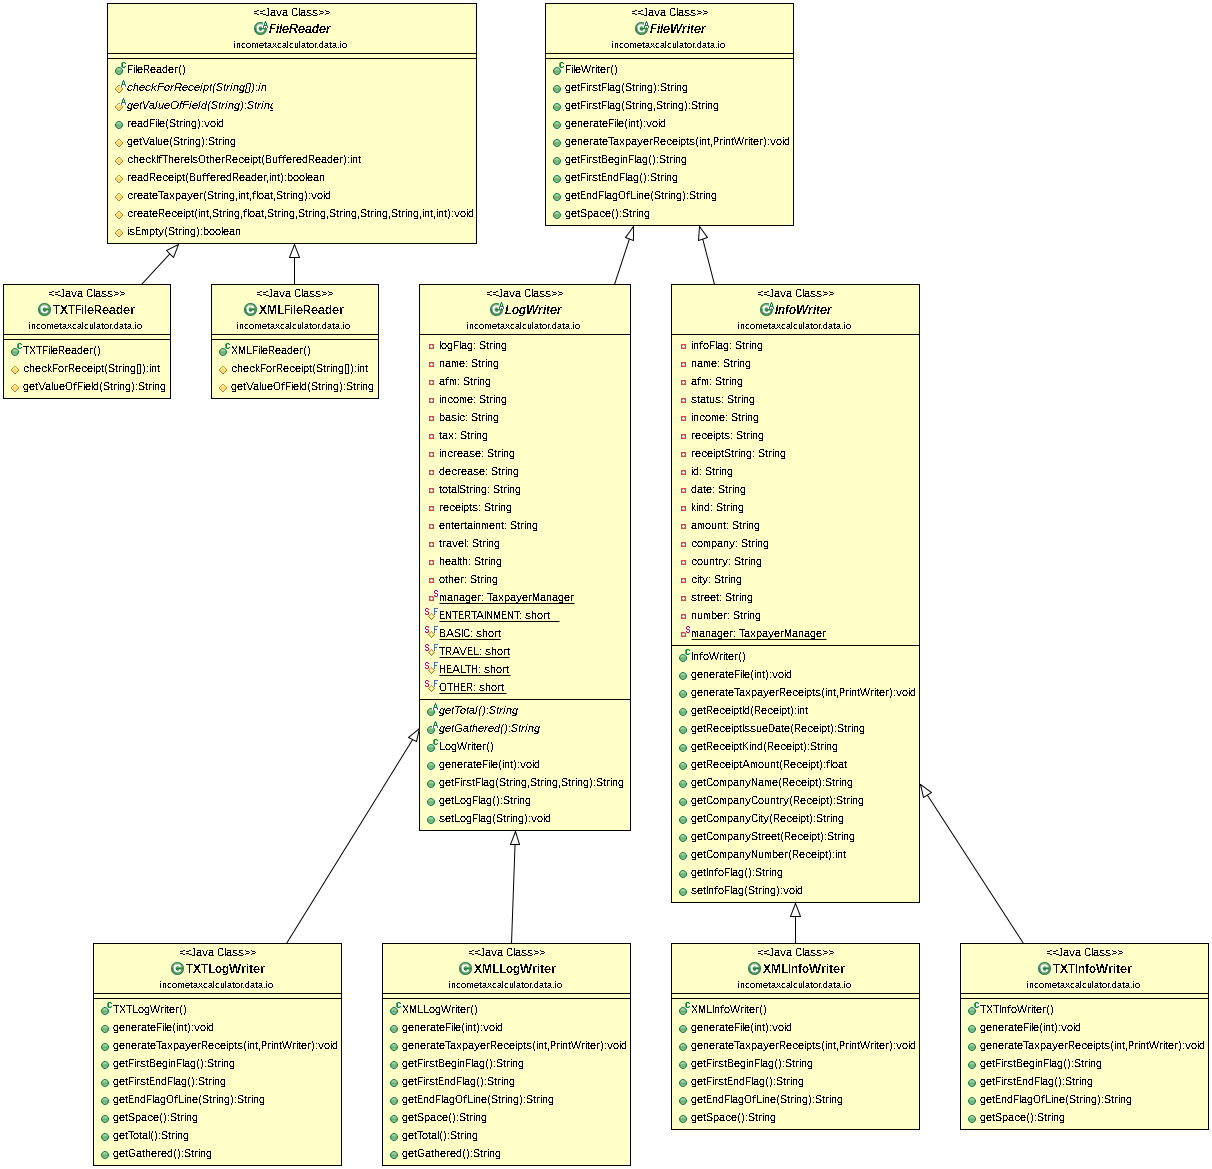 <<Java Class>>
FileReader
incometaxcalculator.data.io
FileReader()
checkForReceipt(String[]):in
getValueOfField(String):String
readFile(String):void
getValue(String):String
checkIfThereIsOtherReceipt(BufferedReader):int
readReceipt(BufferedReader,int):boolean
createTaxpayer(String,int,float,String):void
createReceipt(int,String,float,String,String,String,String,String,int,int):void
isEmpty(String):boolean
<<Java Class>>
FileWriter
incometaxcalculator.data.io
FileWriter()
getFirstFlag(String):String
getFirstFlag(String,String):String
generateFile(int):void
generateTaxpayerReceipts(int,PrintWriter):void
getFirstBeginFlag():String
getFirstEndFlag():String
getEndFlagOfLine(String):String
getSpace():String
<<Java Class>>
TXTFileReader
incometaxcalculator.data.io
TXTFileReader()
checkForReceipt(String[]):int
getValueOfField(String):String
<<Java Class>>
XMLFileReader
incometaxcalculator.data.io
XMLFileReader()
checkForReceipt(String[]):int
getValueOfField(String):String
<<Java Class>>
LogWriter
incometaxcalculator.data.io
logFlag: String
name: String
afm: String
income: String
basic: String
tax: String
increase: String
decrease: String
totalString: String
receipts: String
entertainment: String
travel: String
health: String
other: String
manager: TaxpayerManager
ENTERTAINMENT: short
BASIC: short
TRAVEL: short
HEALTH: short
OTHER: short
getTotal():String
getGathered():String
LogWriter()
generateFile(int):void
getFirstFlag(String,String,String):String
getLogFlag():String
setLogFlag(String):void
<<Java Class>>
InfoWriter
incometaxcalculator.data.io
infoFlag: String
name: String
afm: String
status: String
income: String
receipts: String
receiptString: String
id: String
date: String
kind: String
amount: String
company: String
country: String
city: String
street: String
number: String
manager: TaxpayerManager
InfoWriter()
generateFile(int):void
generateTaxpayerReceipts(int,PrintWriter):void
getReceiptId(Receipt):int
getReceiptIssueDate(Receipt):String
getReceiptKind(Receipt):String
getReceiptAmount(Receipt):float
getCompanyName(Receipt):String
getCompanyCountry(Receipt):String
getCompanyCity(Receipt):String
getCompanyStreet(Receipt):String
getCompanyNumber(Receipt):int
getInfoFlag():String
setInfoFlag(String):void
<<Java Class>>
TXTLogWriter
incometaxcalculator.data.io
TXTLogWriter()
generateFile(int):void
generateTaxpayerReceipts(int,PrintWriter):void
getFirstBeginFlag():String
getFirstEndFlag():String
getEndFlagOfLine(String):String
getSpace():String
getTotal():String
getGathered():String
<<Java Class>>
XMLLogWriter
incometaxcalculator.data.io
XMLLogWriter()
generateFile(int):void
generateTaxpayerReceipts(int,PrintWriter):void
getFirstBeginFlag():String
getFirstEndFlag():String
getEndFlagOfLine(String):String
getSpace():String
getTotal():String
getGathered():String
<<Java Class>>
XMLInfoWriter
incometaxcalculator.data.io
XMLInfoWriter()
generateFile(int):void
generateTaxpayerReceipts(int,PrintWriter):void
getFirstBeginFlag():String
getFirstEndFlag():String
getEndFlagOfLine(String):String
getSpace():String
<<Java Class>>
TXTInfoWriter
incometaxcalculator.data.io
TXTInfoWriter()
generateFile(int):void
generateTaxpayerReceipts(int,PrintWriter):void
getFirstBeginFlag():String
getFirstEndFlag():String
getEndFlagOfLine(String):String
getSpace():String